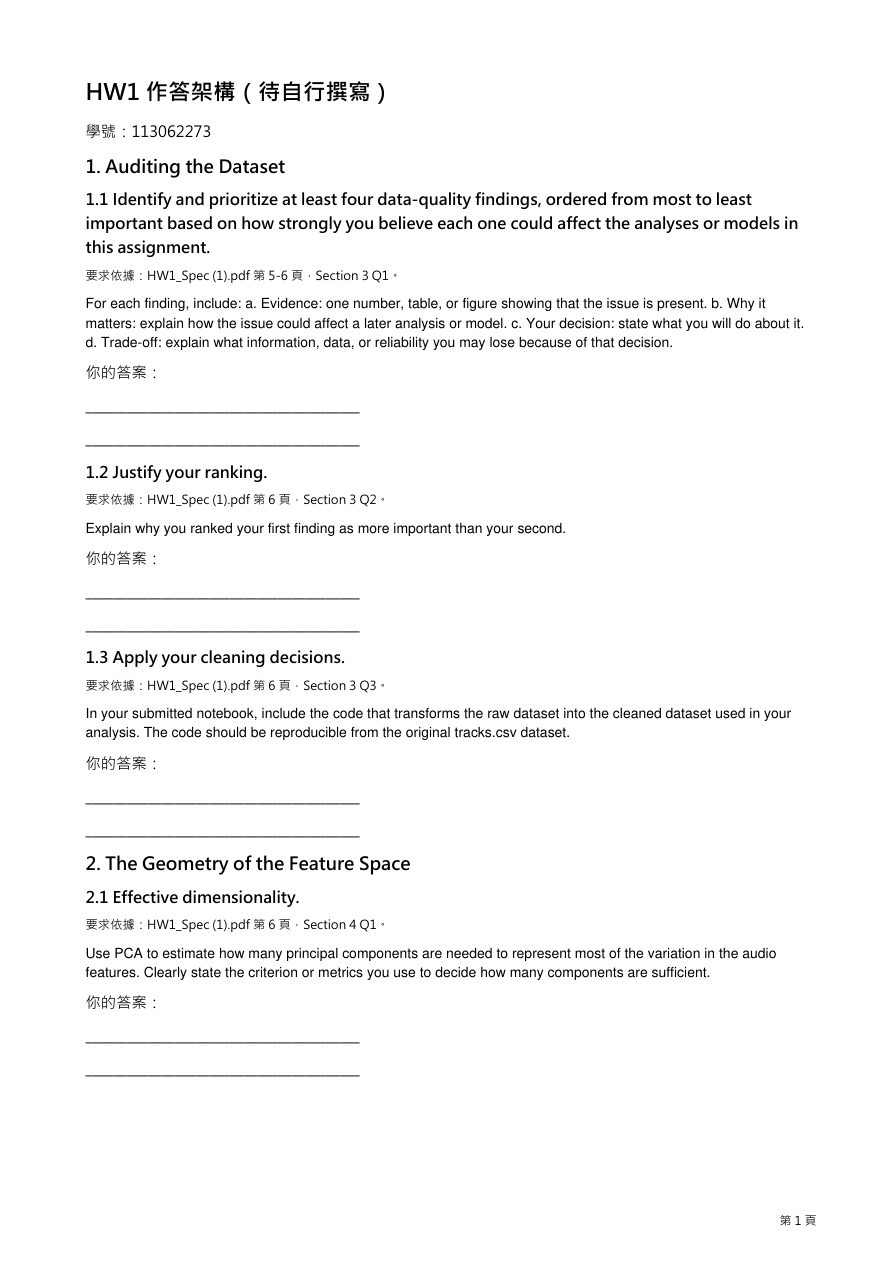 HW1 作答架構（待自行撰寫）
學號：113062273
1. Auditing the Dataset
1.1 Identify and prioritize at least four data-quality findings, ordered from most to least
important based on how strongly you believe each one could affect the analyses or models in
this assignment.
要求依據：HW1_Spec (1).pdf 第 5-6 頁，Section 3 Q1。
For each finding, include: a. Evidence: one number, table, or figure showing that the issue is present. b. Why it
matters: explain how the issue could affect a later analysis or model. c. Your decision: state what you will do about it.
d. Trade-off: explain what information, data, or reliability you may lose because of that decision.
你的答案：
________________________________________
________________________________________
1.2 Justify your ranking.
要求依據：HW1_Spec (1).pdf 第 6 頁，Section 3 Q2。
Explain why you ranked your first finding as more important than your second.
你的答案：
________________________________________
________________________________________
1.3 Apply your cleaning decisions.
要求依據：HW1_Spec (1).pdf 第 6 頁，Section 3 Q3。
In your submitted notebook, include the code that transforms the raw dataset into the cleaned dataset used in your
analysis. The code should be reproducible from the original tracks.csv dataset.
你的答案：
________________________________________
________________________________________
2. The Geometry of the Feature Space
2.1 Effective dimensionality.
要求依據：HW1_Spec (1).pdf 第 6 頁，Section 4 Q1。
Use PCA to estimate how many principal components are needed to represent most of the variation in the audio
features. Clearly state the criterion or metrics you use to decide how many components are sufficient.
你的答案：
________________________________________
________________________________________
第 1 頁